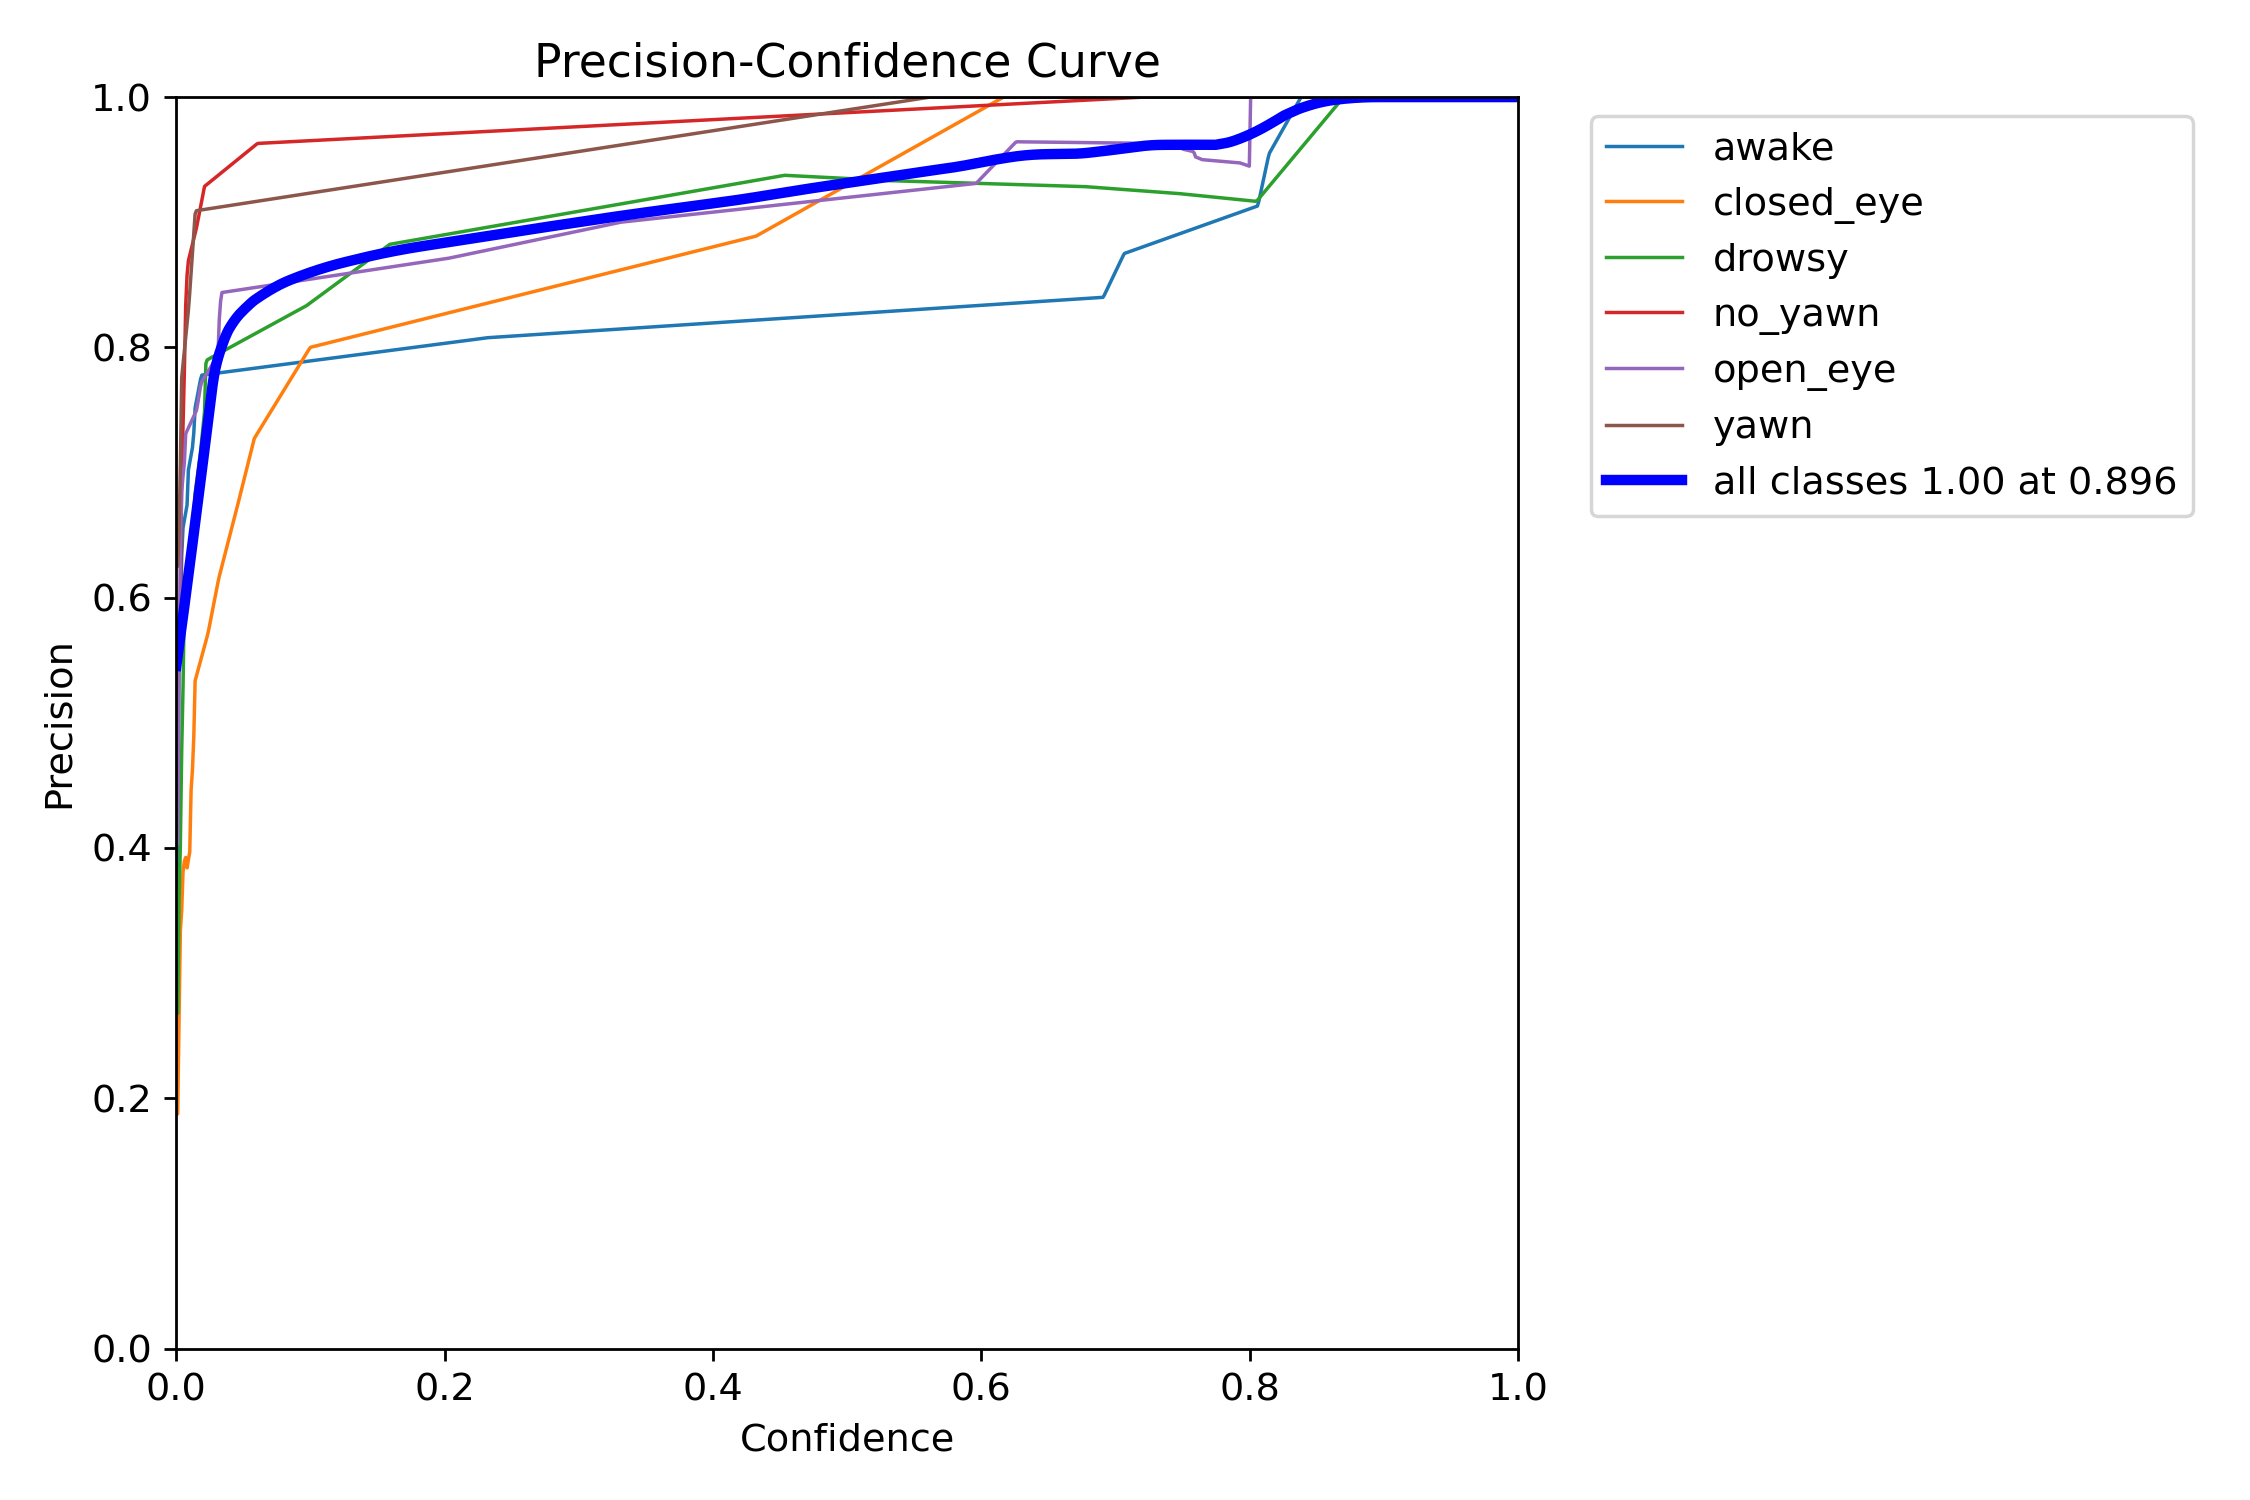 Precision-Confidence Curve
1.0
0.8
0.6
0.4
0.2
0.0
Precision
0.0 0.2 0.4 0.6 0.8 1.0
Confidence
awake
closed_eye
drowsy
no_yawn
open_eye
yawn
all classes 1.00 at 0.896